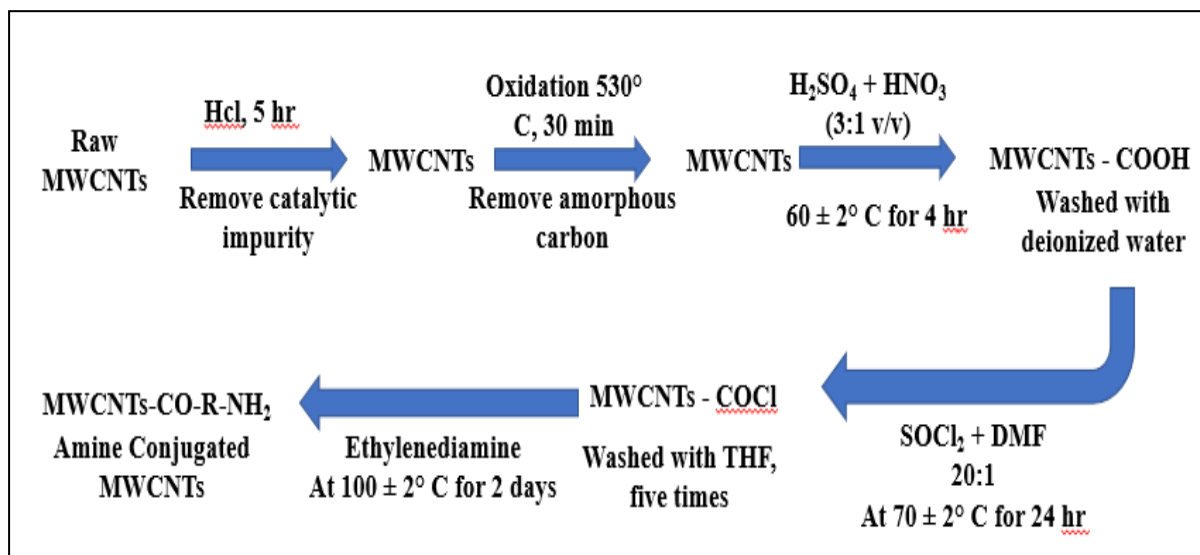 Raw
MWCNTs
Hcl, 5 hr
Remove catalytic
impurity
MWCNTs
Oxidation 530°
C, 30 min
Remove amorphous
carbon
MWCNTs
H₂SO₄ + HNO₃
(3:1 v/v)
60 ± 2° C for 4 hr
MWCNTs - COOH
Washed with
deionized water
SOCl₂ + DMF
20:1
At 70 ± 2° C for 24 hr
MWCNTs - COCl
Washed with THF,
five times
Ethylenediamine
At 100 ± 2° C for 2 days
MWCNTs-CO-R-NH₂
Amine Conjugated
MWCNTs